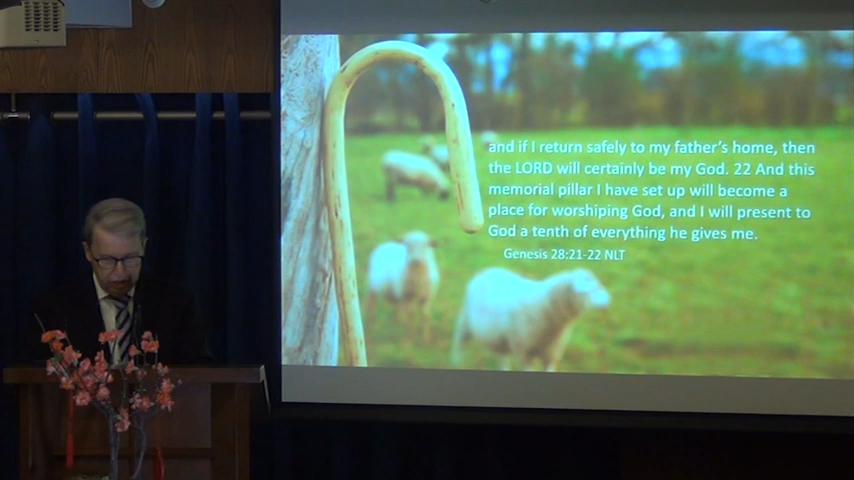 and if I return safely to my father's home, then
the LORD will certainly be my God. 22 And this
memorial pillar I have set up will become a
place for worshiping God, and I will present to
God a tenth of everything he gives me.
Genesis 28:21-22 NLT